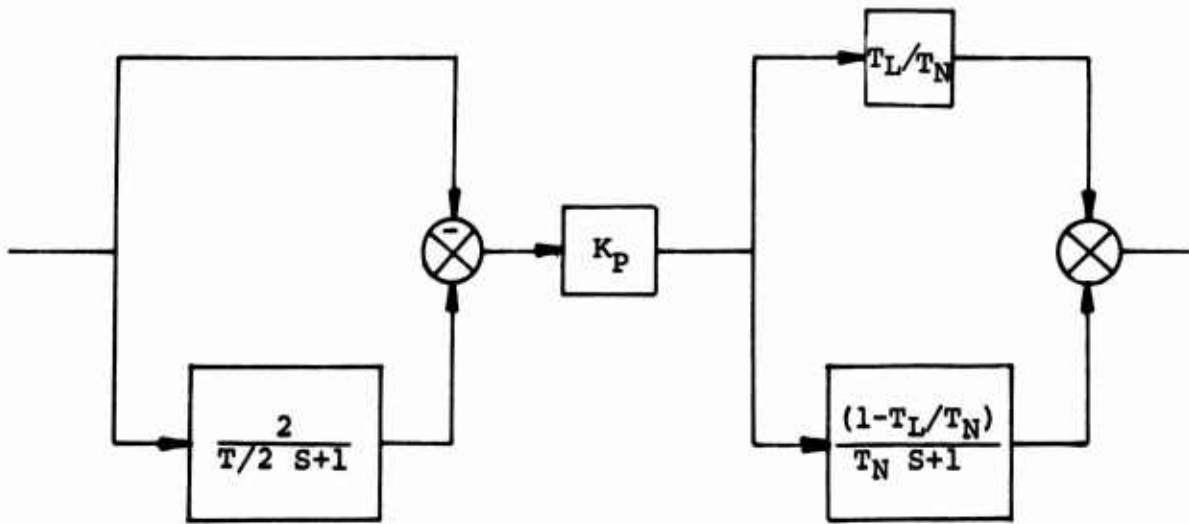 T_L/T_N
-
K_P
2
T/2 S+1
(1-T_L/T_N)
T_N S+1